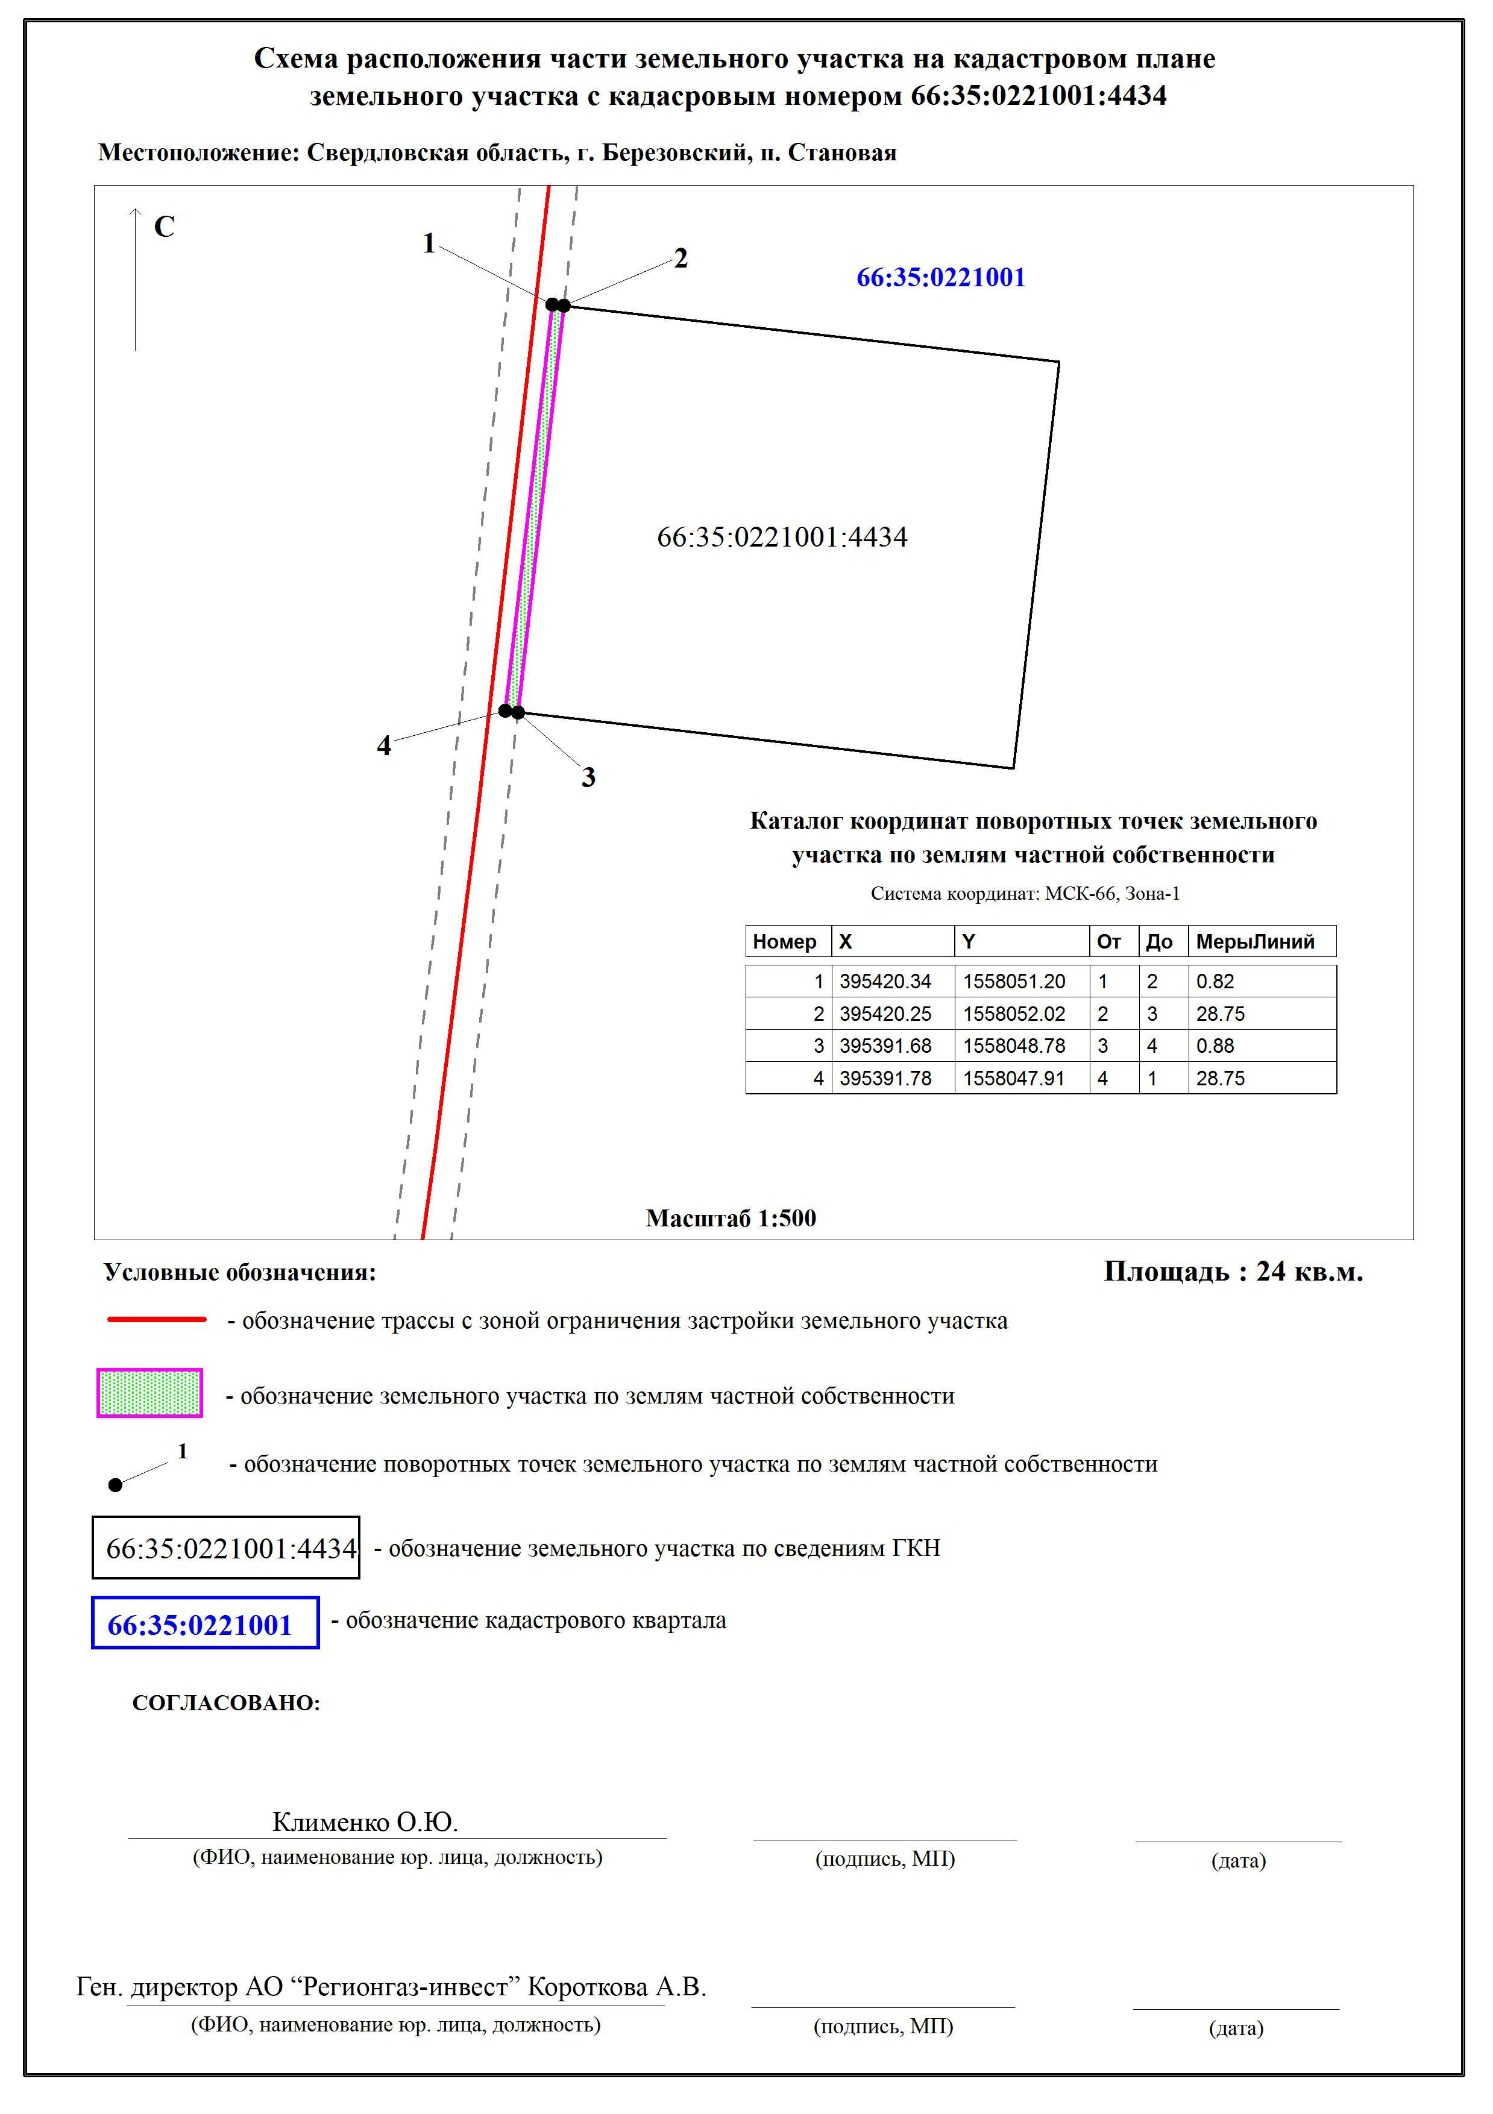 Схема расположения части земельного участка на кадастровом плане
земельного участка с кадасровым номером 66:35:0221001:4434
Местоположение: Свердловская область, г. Березовский, п. Становая
С
1
2
66:35:0221001
66:35:0221001:4434
4
3
Каталог координат поворотных точек земельного
участка по землям частной собственности
Система координат: МСК-66, Зона-1
Номер X Y От До МерыЛиний
1 395420.34 1558051.20 1 2 0.82
2 395420.25 1558052.02 2 3 28.75
3 395391.68 1558048.78 3 4 0.88
4 395391.78 1558047.91 4 1 28.75
Масштаб 1:500
Условные обозначения:
Площадь : 24 кв.м.
- обозначение трассы с зоной ограничения застройки земельного участка
- обозначение земельного участка по землям частной собственности
1
- обозначение поворотных точек земельного участка по землям частной собственности
66:35:0221001:4434 - обозначение земельного участка по сведениям ГКН
66:35:0221001 - обозначение кадастрового квартала
СОГЛАСОВАНО:
Клименко О.Ю.
(ФИО, наименование юр. лица, должность) (подпись, МП) (дата)
Ген. директор АО “Регионгаз-инвест” Короткова А.В.
(ФИО, наименование юр. лица, должность) (подпись, МП) (дата)